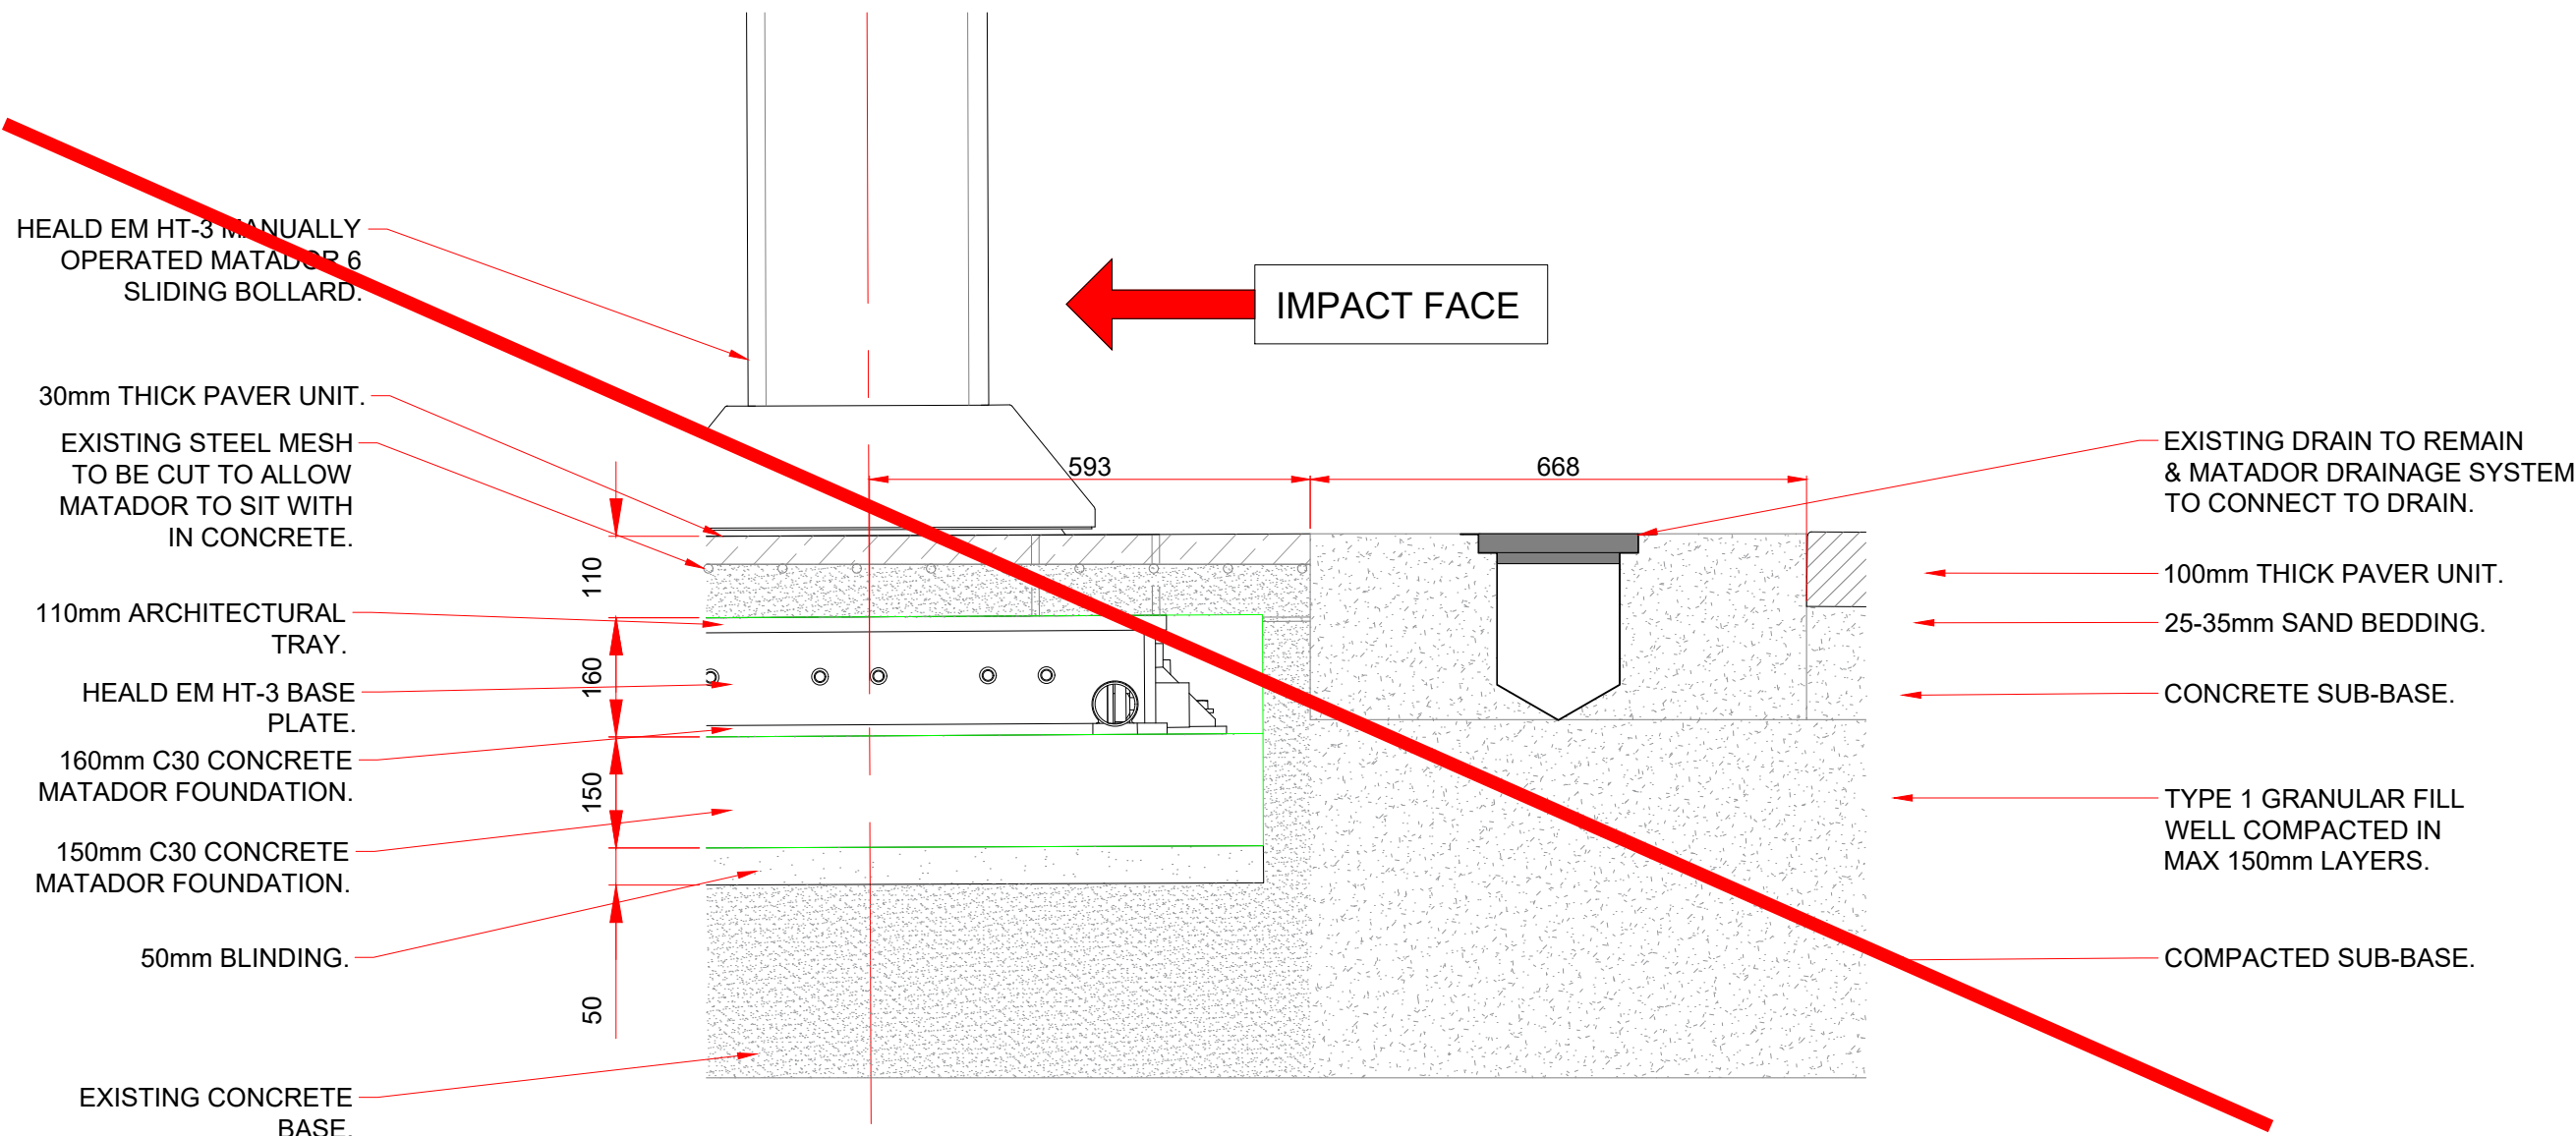 HEALD EM HT-3 MANUALLY
OPERATED MATADOR 6
SLIDING BOLLARD.
30mm THICK PAVER UNIT.
EXISTING STEEL MESH
TO BE CUT TO ALLOW
MATADOR TO SIT WITH
IN CONCRETE.
110mm ARCHITECTURAL
TRAY.
HEALD EM HT-3 BASE
PLATE.
160mm C30 CONCRETE
MATADOR FOUNDATION.
150mm C30 CONCRETE
MATADOR FOUNDATION.
50mm BLINDING.
EXISTING CONCRETE
BASE.
110
160
150
50
IMPACT FACE
593
668
EXISTING DRAIN TO REMAIN
& MATADOR DRAINAGE SYSTEM
TO CONNECT TO DRAIN.
100mm THICK PAVER UNIT.
25-35mm SAND BEDDING.
CONCRETE SUB-BASE.
TYPE 1 GRANULAR FILL
WELL COMPACTED IN
MAX 150mm LAYERS.
COMPACTED SUB-BASE.